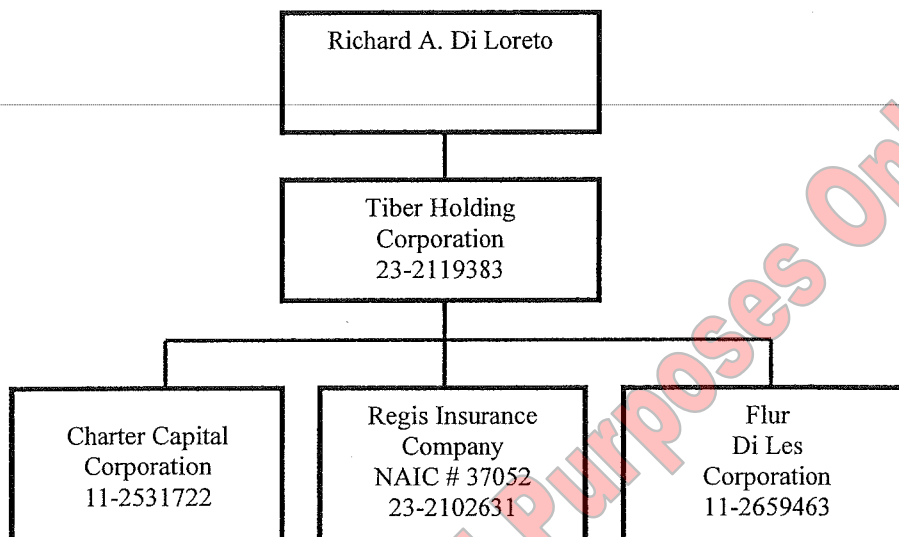 Richard A. Di Loreto
Tiber Holding
Corporation
23-2119383
Charter Capital
Corporation
11-2531722
Regis Insurance
Company
NAIC # 37052
23-2102631
Flur
Di Les
Corporation
11-2659463
Purposes